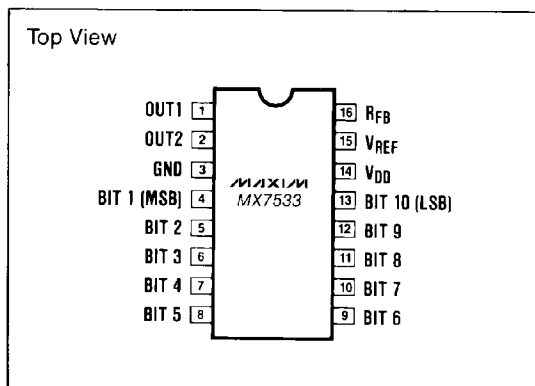 Top View
OUT1 1
OUT2 2
GND 3
BIT 1 (MSB) 4
BIT 2 5
BIT 3 6
BIT 4 7
BIT 5 8
MAXIM
MX7533
16 RFB
15 VREF
14 VDD
13 BIT 10 (LSB)
12 BIT 9
11 BIT 8
10 BIT 7
9 BIT 6